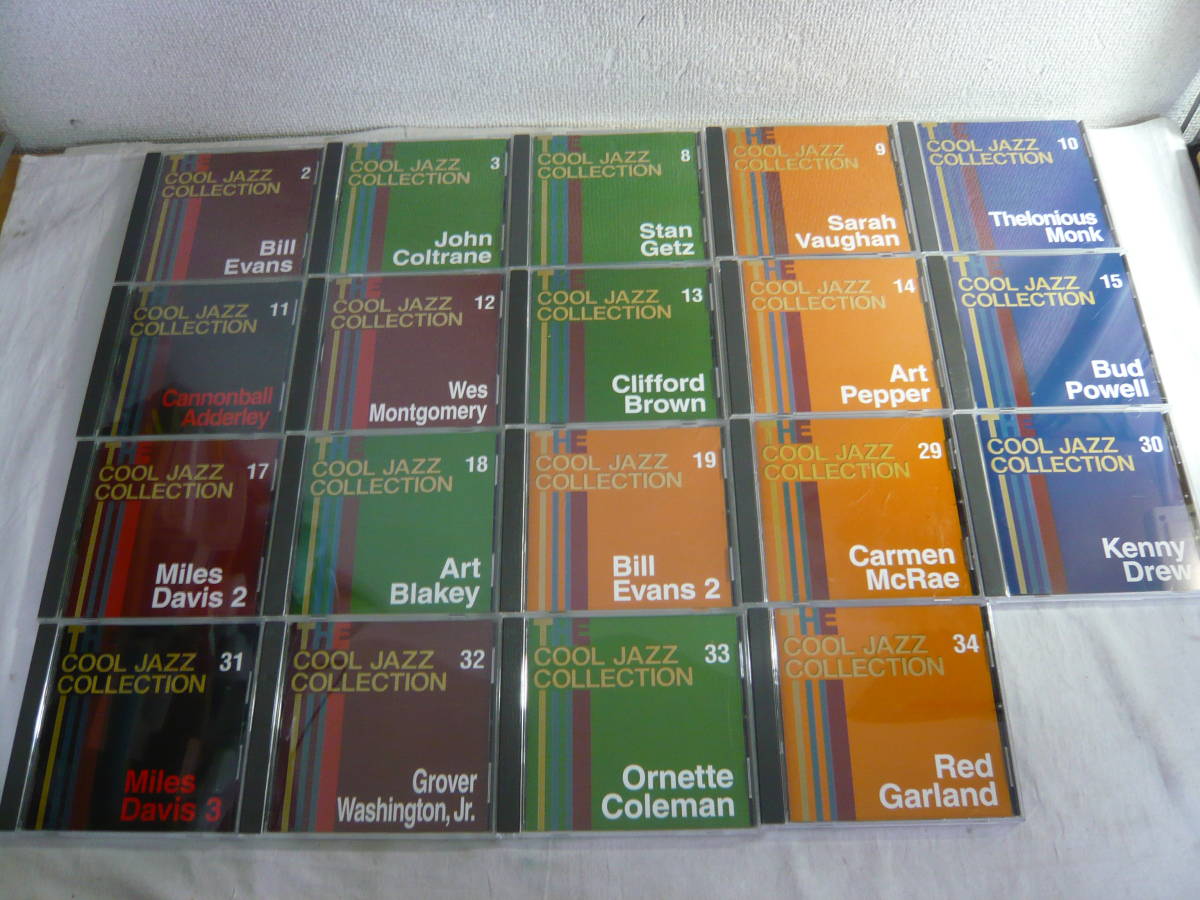 THE
COOL JAZZ
COLLECTION
2
Bill
Evans
THE
COOL JAZZ
COLLECTION
3
John
Coltrane
THE
COOL JAZZ
COLLECTION
8
Stan
Getz
THE
COOL JAZZ
COLLECTION
9
Sarah
Vaughan
THE
COOL JAZZ
COLLECTION
10
Thelonious
Monk
THE
COOL JAZZ
COLLECTION
11
Cannonball
Adderley
THE
COOL JAZZ
COLLECTION
12
Wes
Montgomery
THE
COOL JAZZ
COLLECTION
13
Clifford
Brown
THE
COOL JAZZ
COLLECTION
14
Art
Pepper
THE
COOL JAZZ
COLLECTION
15
Bud
Powell
THE
COOL JAZZ
COLLECTION
17
Miles
Davis 2
THE
COOL JAZZ
COLLECTION
18
Art
Blakey
THE
COOL JAZZ
COLLECTION
19
Bill
Evans 2
THE
COOL JAZZ
COLLECTION
29
Carmen
McRae
THE
COOL JAZZ
COLLECTION
30
Kenny
Drew
THE
COOL JAZZ
COLLECTION
31
Miles
Davis 3
THE
COOL JAZZ
COLLECTION
32
Grover
Washington, Jr.
THE
COOL JAZZ
COLLECTION
33
Ornette
Coleman
THE
COOL JAZZ
COLLECTION
34
Red
Garland